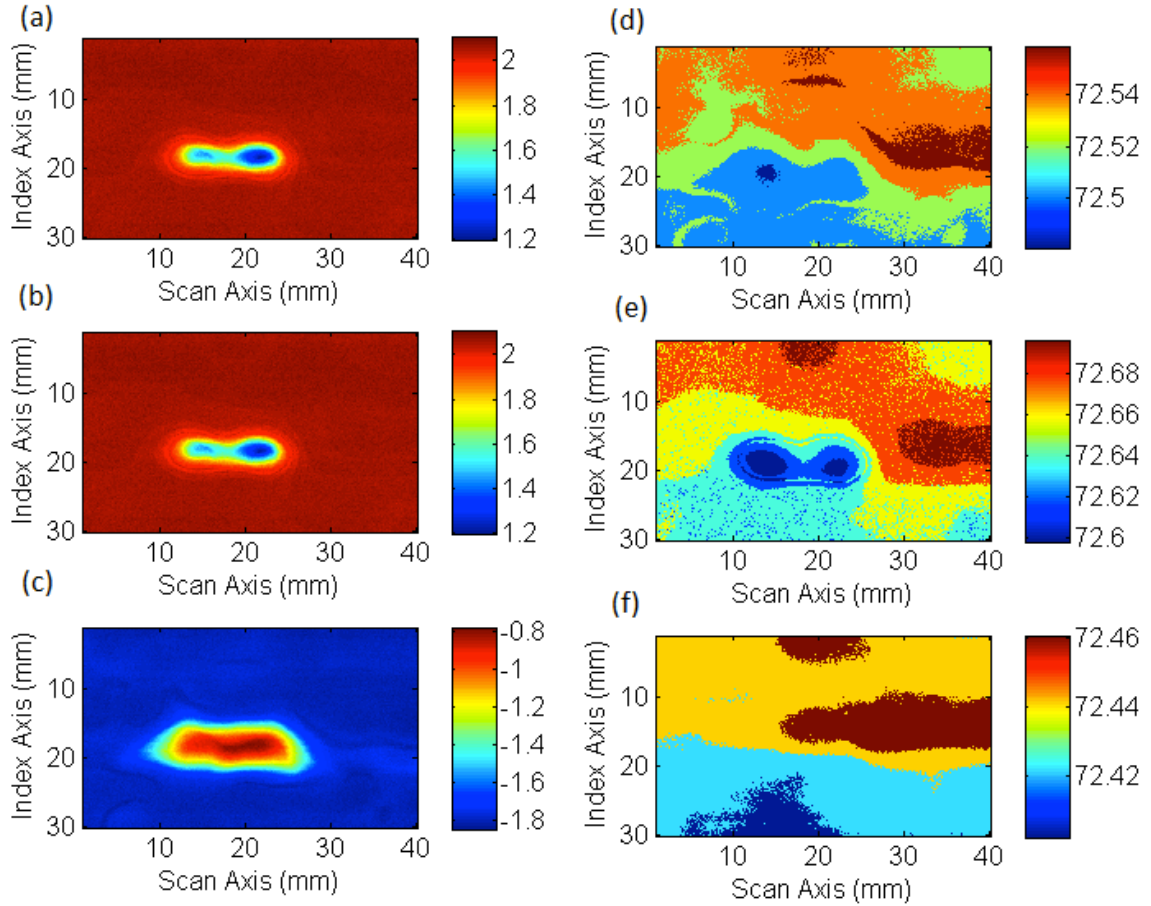 (a)
Index Axis (mm)
10
20
30
10 20 30 40
Scan Axis (mm)
2
1.8
1.6
1.4
1.2
(d)
Index Axis (mm)
10
20
30
10 20 30 40
Scan Axis (mm)
72.54
72.52
72.5
(b)
Index Axis (mm)
10
20
30
10 20 30 40
Scan Axis (mm)
2
1.8
1.6
1.4
1.2
(e)
Index Axis (mm)
10
20
30
10 20 30 40
Scan Axis (mm)
72.68
72.66
72.64
72.62
72.6
(c)
Index Axis (mm)
10
20
30
10 20 30 40
Scan Axis (mm)
-0.8
-1
-1.2
-1.4
-1.6
-1.8
(f)
Index Axis (mm)
10
20
30
10 20 30 40
Scan Axis (mm)
72.46
72.44
72.42